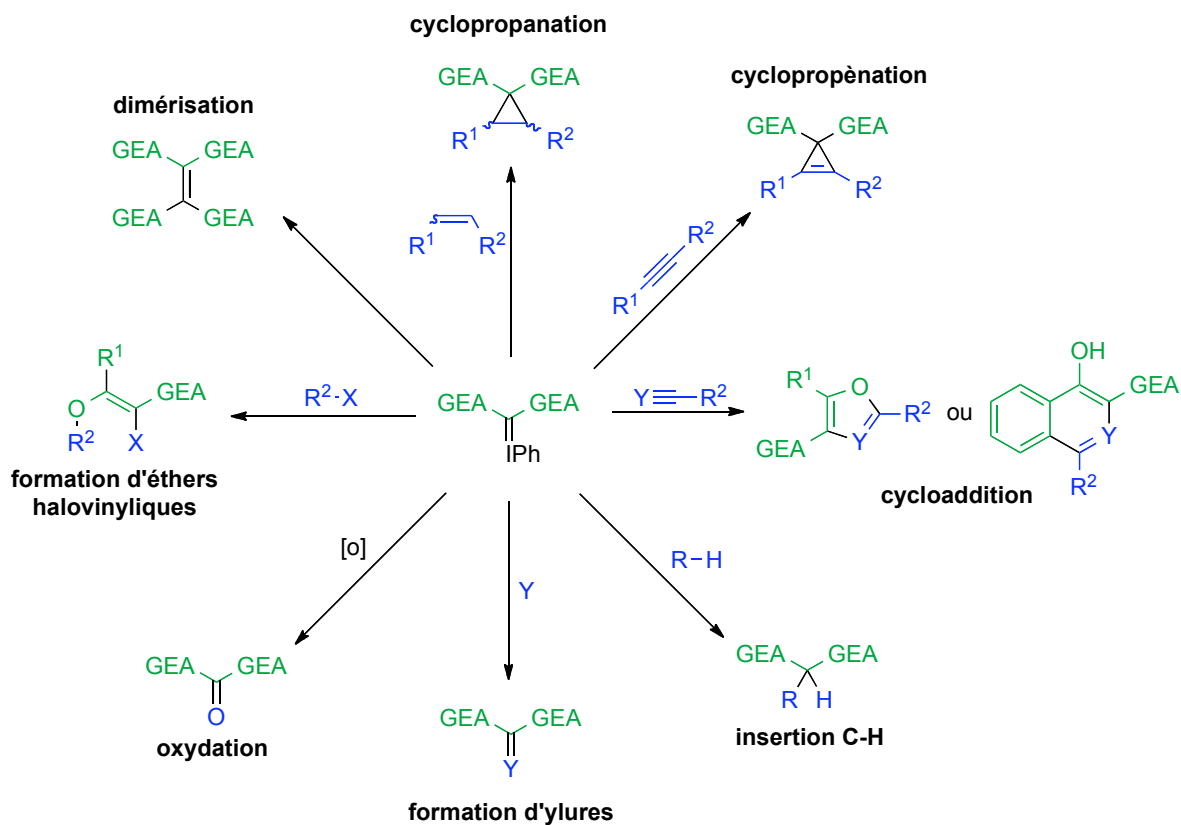 cyclopropanation
GEA GEA
R¹ R²
cyclopropènation
GEA GEA
R¹ R²
dimérisation
GEA GEA
GEA GEA
R¹ R²
R² R¹
R¹
GEA
O
R²
X
formation d'éthers
halovinyliques
R²-X
GEA GEA
IPh
Y R²
R¹ O
R²
GEA Y
ou
OH
GEA
Y
R²
cycloaddition
[o]
Y
R-H
GEA GEA
O
oxydation
GEA GEA
Y
formation d'ylures
GEA GEA
R H
insertion C-H